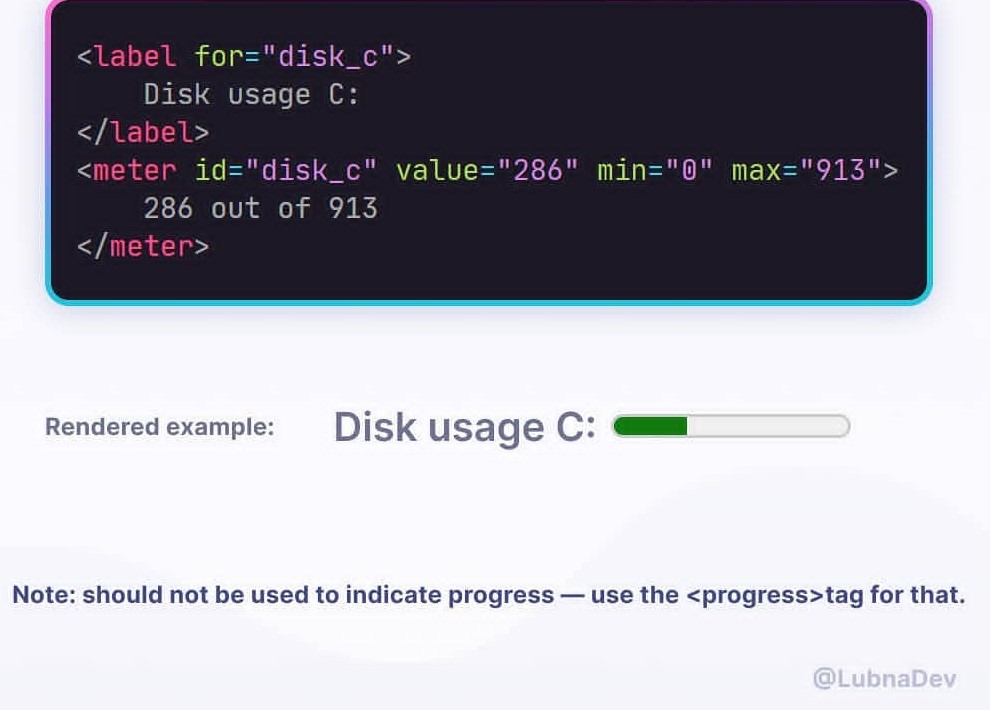 <label for="disk_c">
    Disk usage C:
</label>
<meter id="disk_c" value="286" min="0" max="913">
    286 out of 913
</meter>
Rendered example: Disk usage C:
Note: should not be used to indicate progress — use the <progress>tag for that.
@LubnaDev